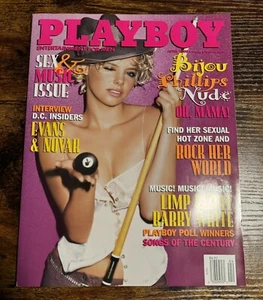 PLAYBOY
ENTERTAINMENT FOR MEN
SEX &
MUSIC
ISSUE
Bijou
Phillips
Nude
OH, MAMA!
INTERVIEW
D.C. INSIDERS
EVANS
& NOVAK
FIND HER SEXUAL
HOT ZONE AND
ROCK HER
WORLD
MUSIC! MUSIC! MUSIC!
LIMP
BARRY WHITE
PLAYBOY POLL WINNERS
SONGS OF THE CENTURY